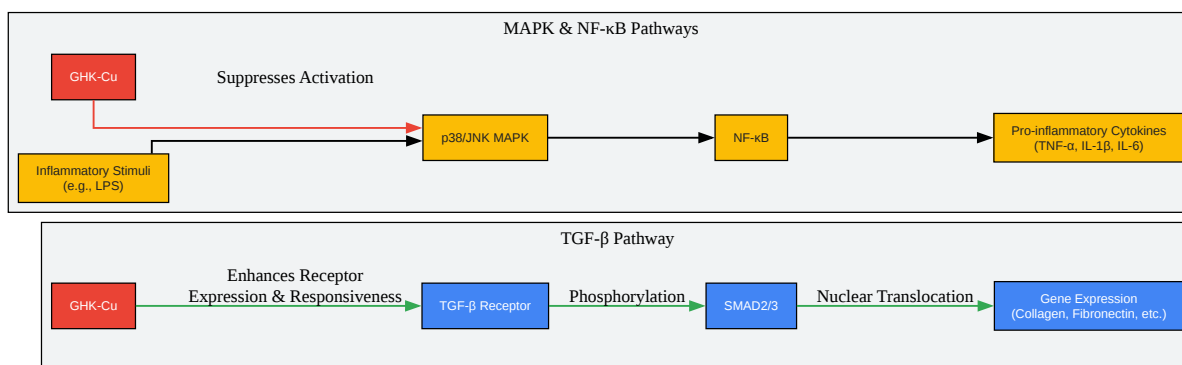 MAPK & NF-κB Pathways
GHK-Cu
Suppresses Activation
p38/JNK MAPK
NF-κB
Pro-inflammatory Cytokines
(TNF-α, IL-1β, IL-6)
Inflammatory Stimuli
(e.g., LPS)
TGF-β Pathway
GHK-Cu
Enhances Receptor
Expression & Responsiveness
TGF-β Receptor
Phosphorylation
SMAD2/3
Nuclear Translocation
Gene Expression
(Collagen, Fibronectin, etc.)